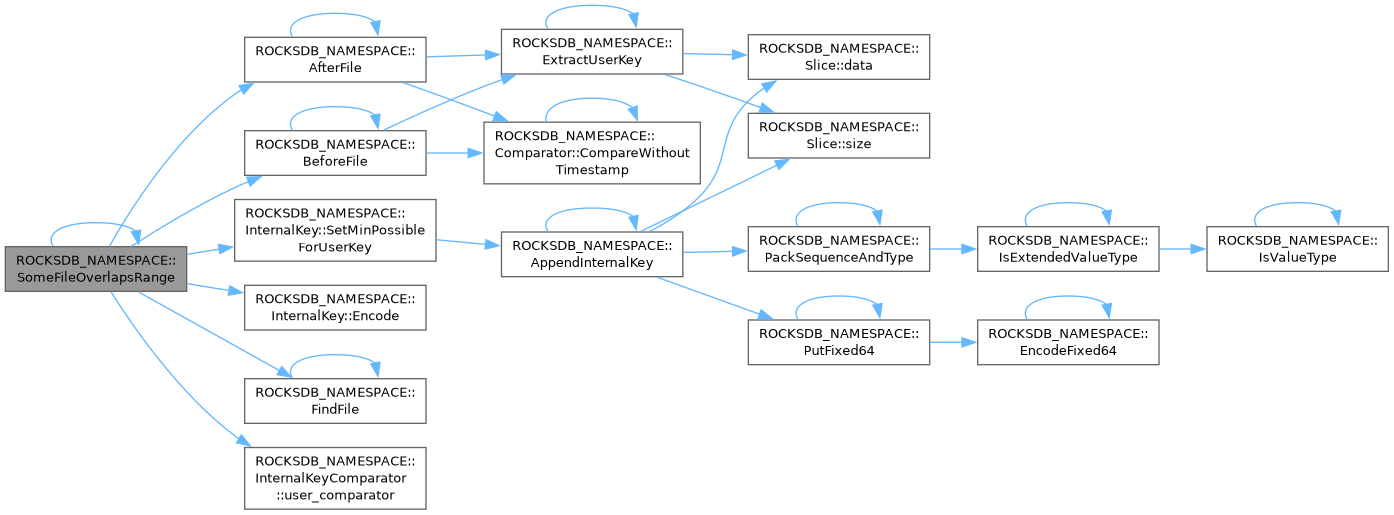 ROCKSDB_NAMESPACE::
SomeFileOverlapsRange
ROCKSDB_NAMESPACE::
AfterFile
ROCKSDB_NAMESPACE::
BeforeFile
ROCKSDB_NAMESPACE::
InternalKey::SetMinPossible
ForUserKey
ROCKSDB_NAMESPACE::
InternalKey::Encode
ROCKSDB_NAMESPACE::
FindFile
ROCKSDB_NAMESPACE::
InternalKeyComparator
::user_comparator
ROCKSDB_NAMESPACE::
ExtractUserKey
ROCKSDB_NAMESPACE::
Comparator::CompareWithout
Timestamp
ROCKSDB_NAMESPACE::
AppendInternalKey
ROCKSDB_NAMESPACE::
Slice::data
ROCKSDB_NAMESPACE::
Slice::size
ROCKSDB_NAMESPACE::
PackSequenceAndType
ROCKSDB_NAMESPACE::
PutFixed64
ROCKSDB_NAMESPACE::
IsExtendedValueType
ROCKSDB_NAMESPACE::
EncodeFixed64
ROCKSDB_NAMESPACE::
IsValueType